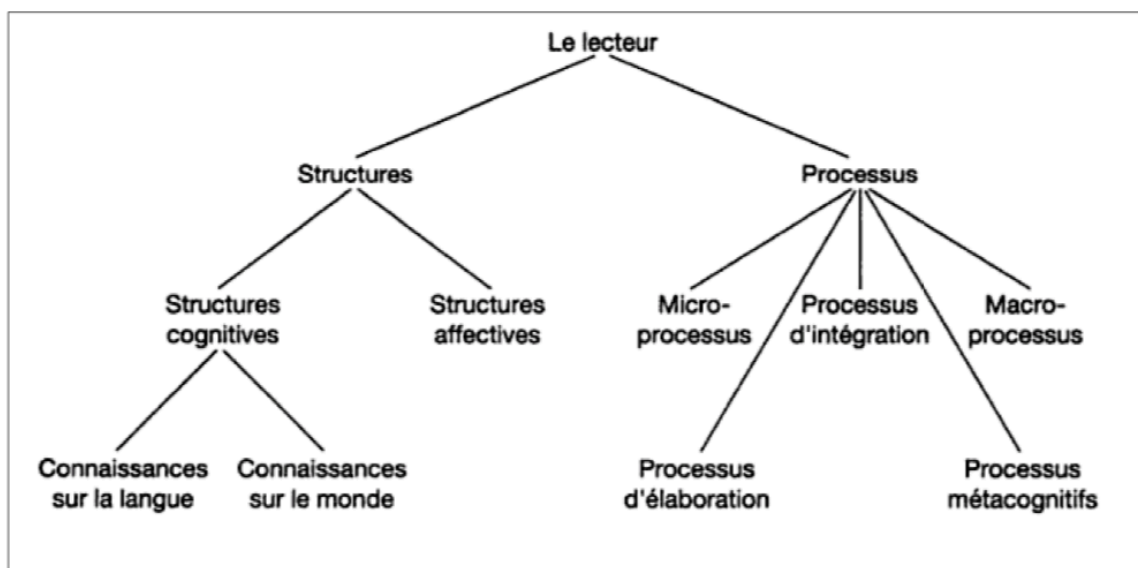 Le lecteur
Structures
Processus
Structures
cognitives
Structures
affectives
Micro-
processus
Processus
d'intégration
Macro-
processus
Connaissances
sur la langue
Connaissances
sur le monde
Processus
d'élaboration
Processus
métacognitifs